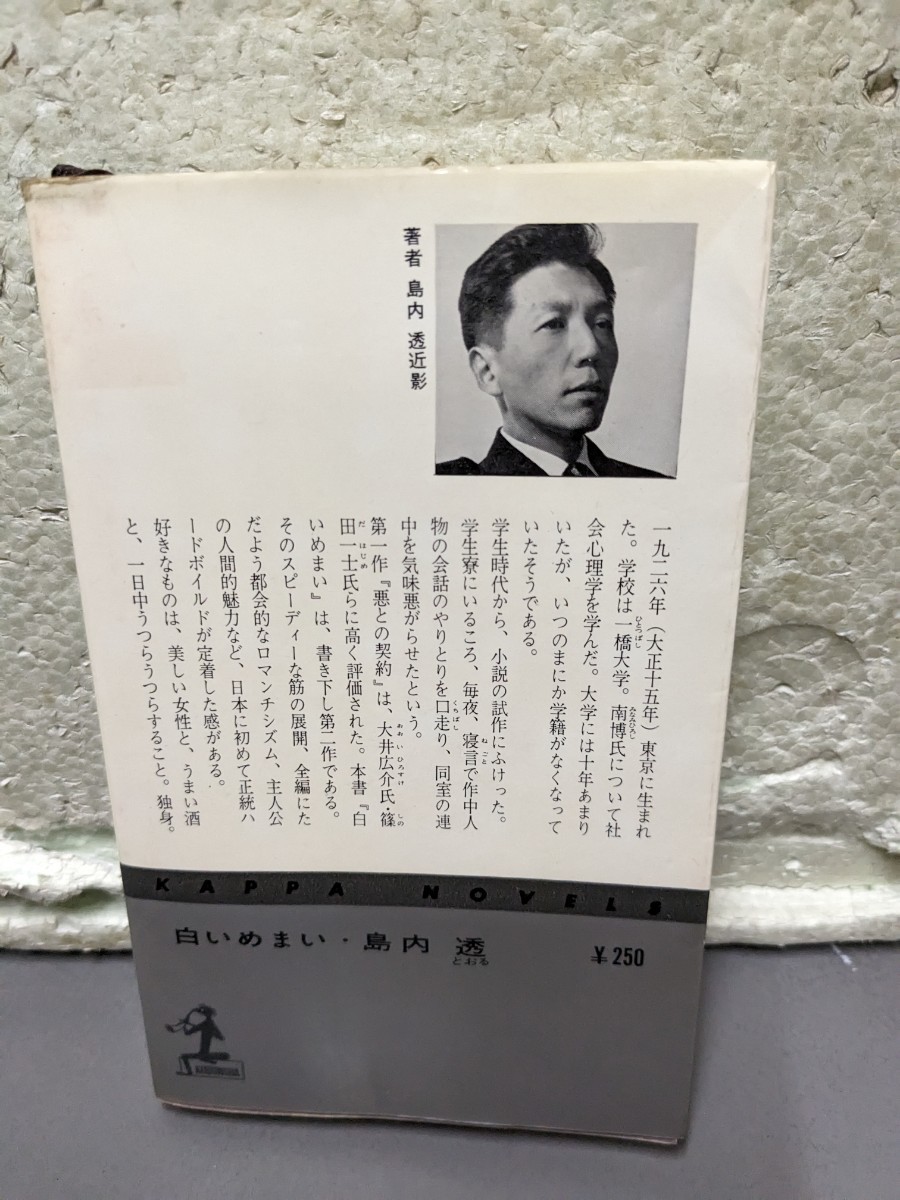 著者 島内 透近影
一九二六年（大正十五年）東京に生まれ
た。学校は一橋大学。南博氏について社
会心理学を学んだ。大学には十年あまり
いたが、いつのまにか学籍がなくなって
いたそうである。
学生時代から、小説の試作にふけった。
学生寮にいるころ、毎夜、寝言で作中人
物の会話のやりとりを口走り、同室の連
中を気味悪がらせたという。
第一作『悪との契約』は、大井広介氏・篠
田一士氏らに高く評価された。本書『白
いめまい』は、書き下し第二作である。
そのスピーディーな筋の展開、全編にた
だよう都会的なロマンチシズム、主人公
の人間的魅力など、日本に初めて正統ハ
ードボイルドが定着した感がある。
好きなものは、美しい女性と、うまい酒
と、一日中うつらうつらすること。独身。
KAPPA NOVELS
白いめまい・島内 透
とおる
¥250